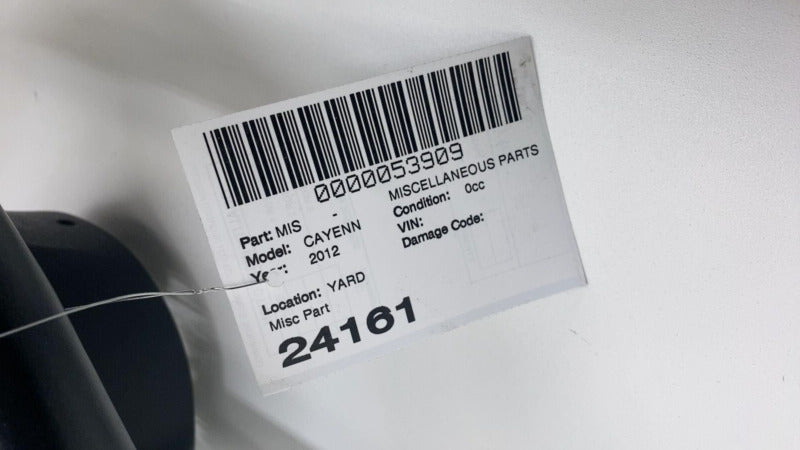 0000053909
Part: MIS - MISCELLANEOUS PARTS
Model: CAYENN Condition: 0cc
Year: 2012 VIN:
Damage Code:
Location: YARD
Misc Part
24161